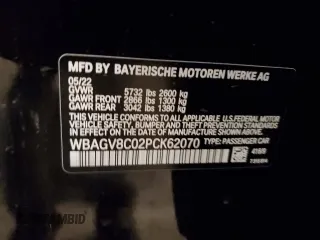 MFD BY BAYERISCHE MOTOREN WERKE AG
05/22
GVWR 5732 lbs 2600 kg
GAWR FRONT 2866 lbs 1300 kg
GAWR REAR 3042 lbs 1380 kg
THIS VEHICLE CONFORMS TO ALL APPLICABLE U.S. FEDERAL MOTOR
VEHICLE SAFETY, BUMPER, AND THEFT PREVENTION STANDARDS
IN EFFECT ON THE DATE OF MANUFACTURE SHOWN ABOVE.
WBAGV8C02PCK62070 TYPE: PASSENGER CAR